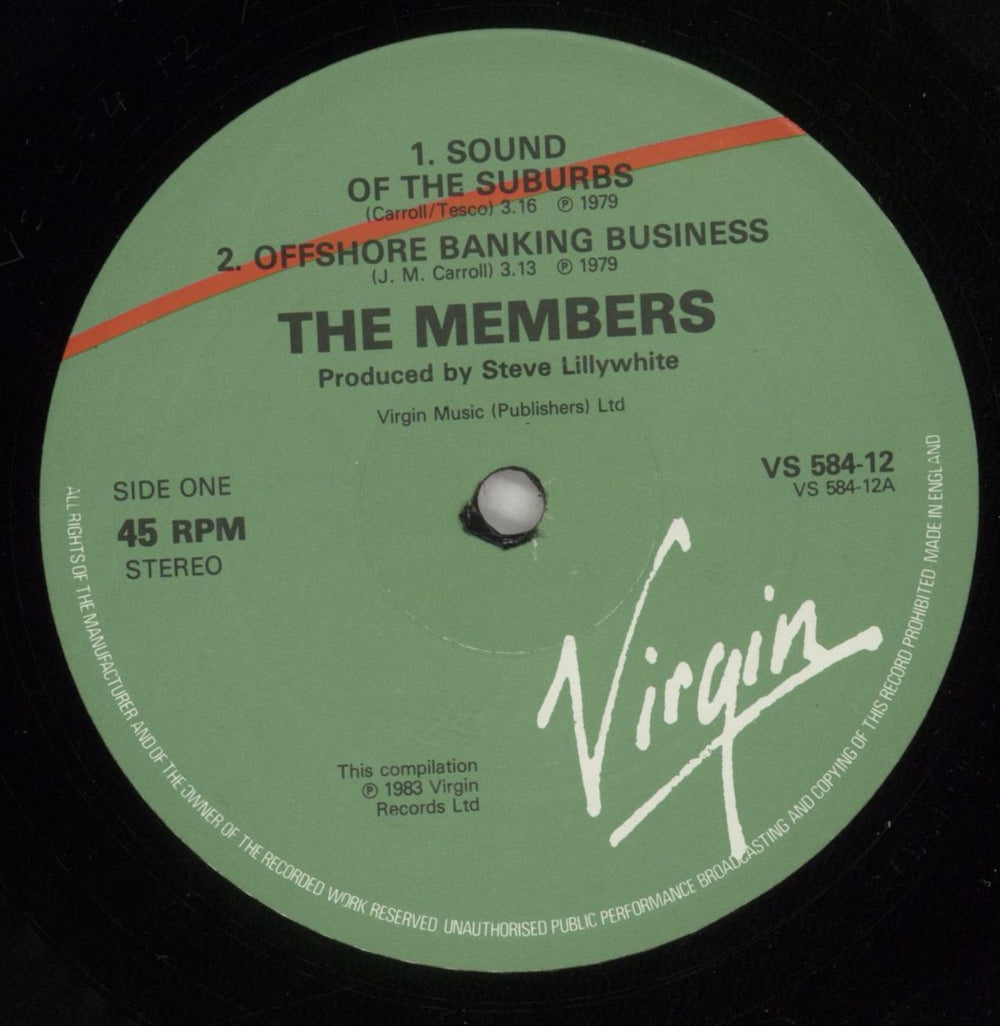 1. SOUND
OF THE SUBURBS
(Carroll/Tesco) 3.16 ℗ 1979
2. OFFSHORE BANKING BUSINESS
(J. M. Carroll) 3.13 ℗ 1979
THE MEMBERS
Produced by Steve Lillywhite
Virgin Music (Publishers) Ltd
SIDE ONE
45 RPM
STEREO
VS 584-12
VS 584-12A
Virgin
This compilation
℗ 1983 Virgin
Records Ltd
ALL RIGHTS OF THE MANUFACTURER AND OF THE OWNER OF THE RECORDED WORK RESERVED UNAUTHORISED PUBLIC PERFORMANCE BROADCASTING AND COPYING OF THIS RECORD PROHIBITED MADE IN ENGLAND